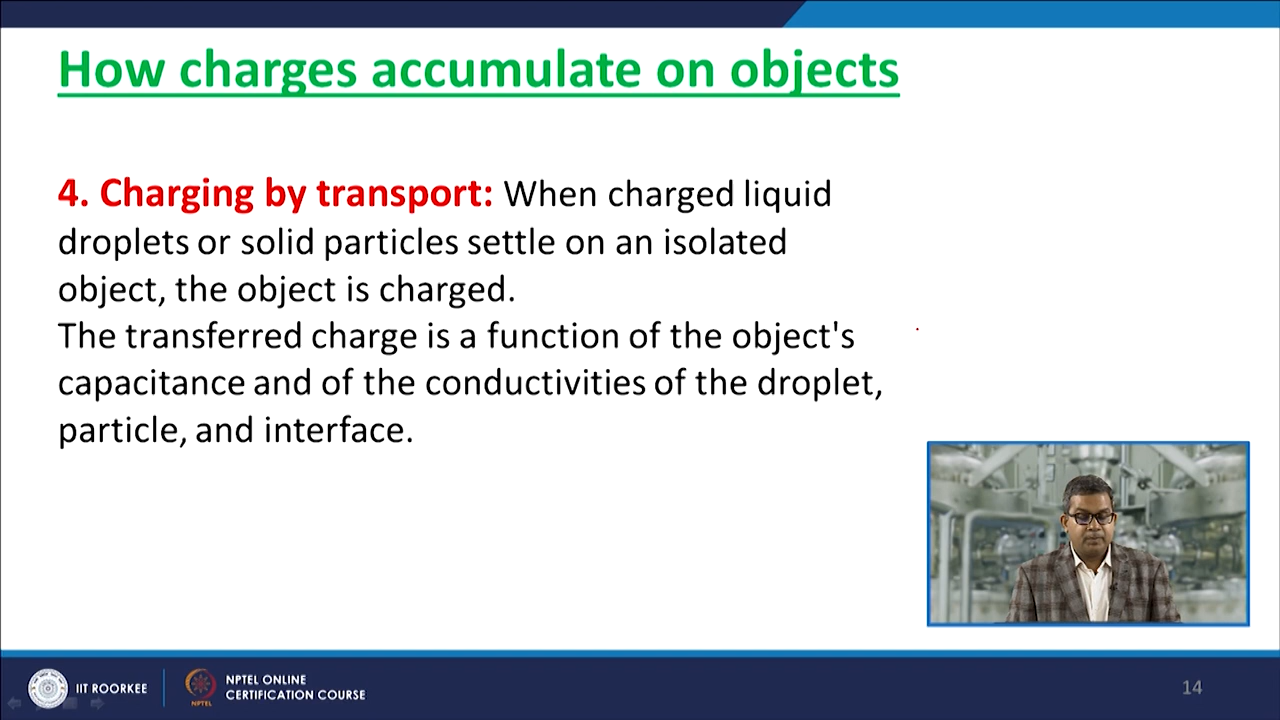 How charges accumulate on objects
4. Charging by transport: When charged liquid
droplets or solid particles settle on an isolated
object, the object is charged.
The transferred charge is a function of the object's
capacitance and of the conductivities of the droplet,
particle, and interface.
IIT ROORKEE
NPTEL
NPTEL ONLINE
CERTIFICATION COURSE
14